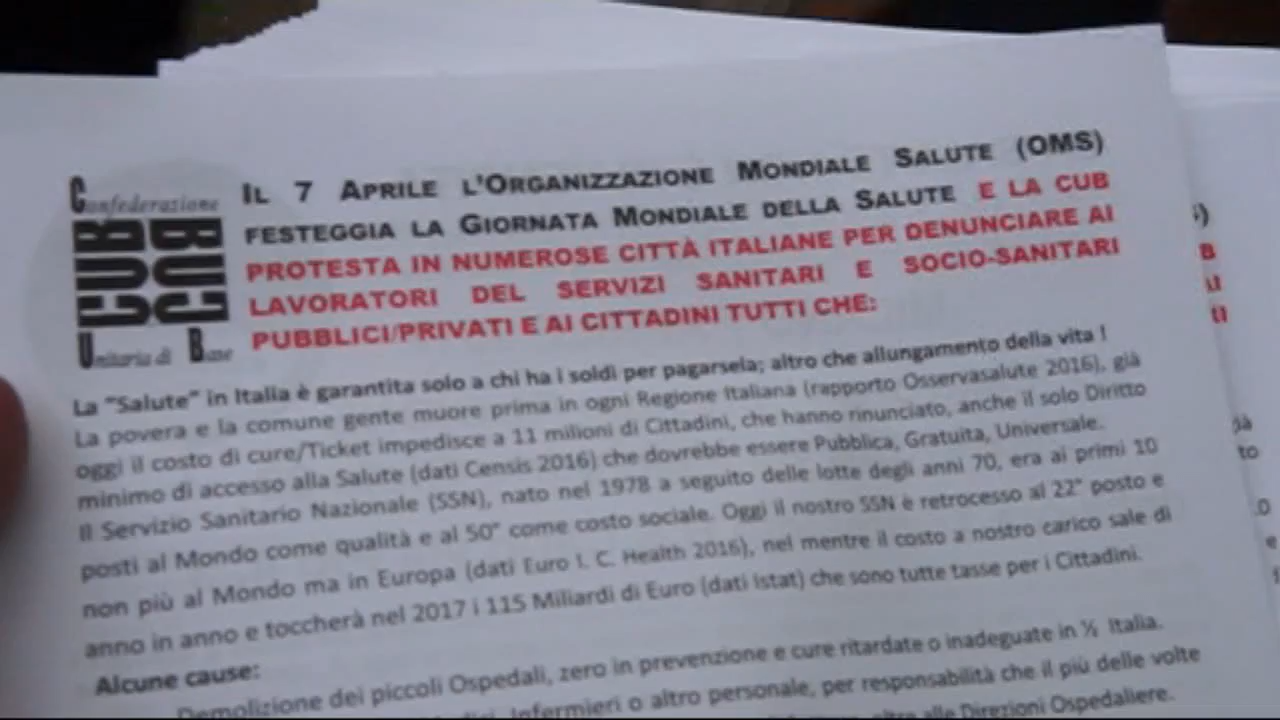 Confederazione
CUB CUB
Unitaria di Base
IL 7 APRILE L'ORGANIZZAZIONE MONDIALE SALUTE (OMS)
FESTEGGIA LA GIORNATA MONDIALE DELLA SALUTE E LA CUB
PROTESTA IN NUMEROSE CITTÀ ITALIANE PER DENUNCIARE AI
LAVORATORI DEL SERVIZI SANITARI E SOCIO-SANITARI
PUBBLICI/PRIVATI E AI CITTADINI TUTTI CHE:
La "Salute" in Italia è garantita solo a chi ha i soldi per pagarsela; altro che allungamento della vita !
La povera e la comune gente muore prima in ogni Regione Italiana (rapporto Osservasalute 2016), già
oggi il costo di cure/Ticket impedisce a 11 milioni di Cittadini, che hanno rinunciato, anche il solo Diritto
minimo di accesso alla Salute (dati Censis 2016) che dovrebbe essere Pubblica, Gratuita, Universale.
Il Servizio Sanitario Nazionale (SSN), nato nel 1978 a seguito delle lotte degli anni 70, era ai primi 10
posti al Mondo come qualità e al 50° come costo sociale. Oggi il nostro SSN è retrocesso al 22° posto e
non più al Mondo ma in Europa (dati Euro I. C. Health 2016), nel mentre il costo a nostro carico sale di
anno in anno e toccherà nel 2017 i 115 Miliardi di Euro (dati Istat) che sono tutte tasse per i Cittadini.
Alcune cause:
Demolizione dei piccoli Ospedali, zero in prevenzione e cure ritardate o inadeguate in ½ Italia.
Infermieri o altro personale, per responsabilità che il più delle volte
alle Direzioni Ospedaliere.